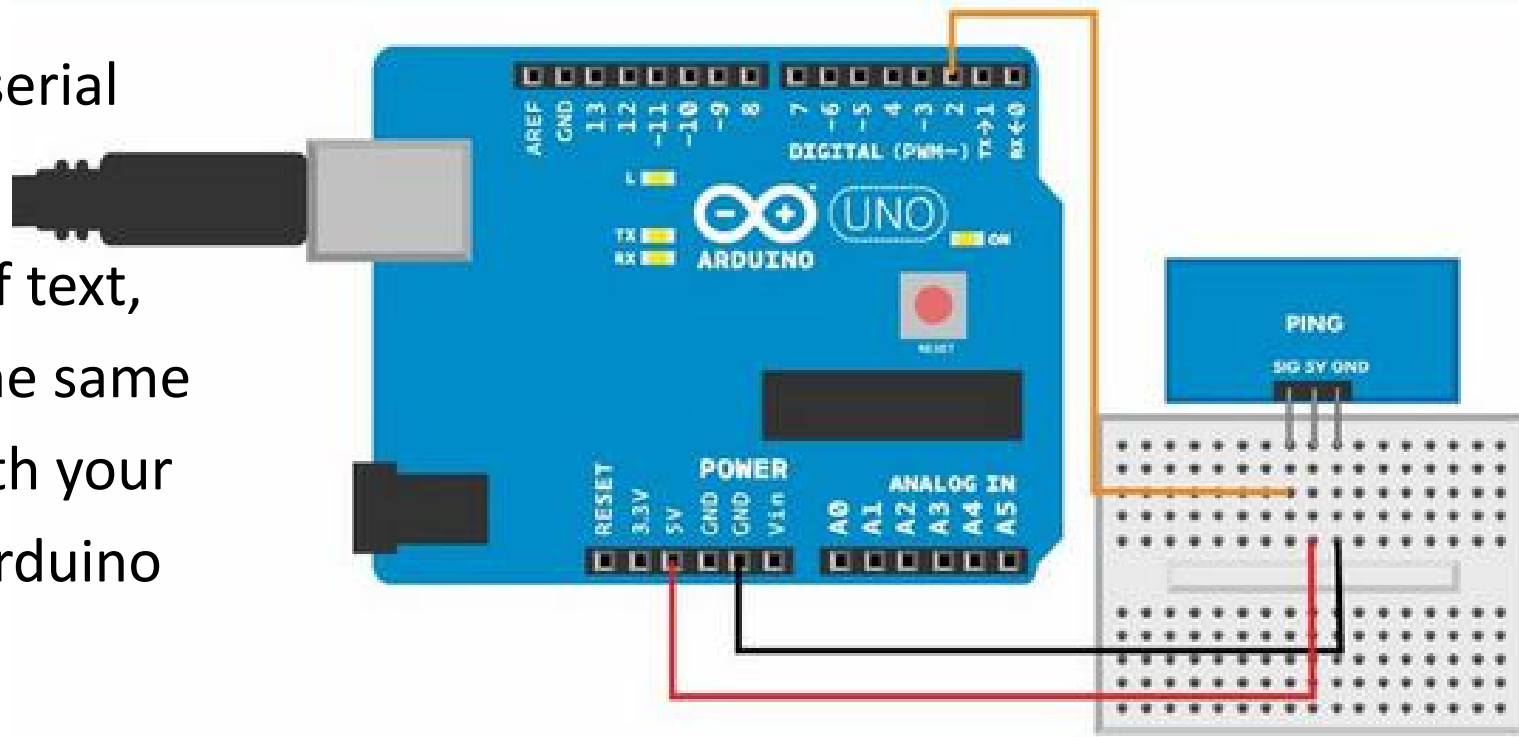 serial
f text,
ne same
th your
rduino
AREF
GND
13
12
~11
~10
~9
8
7
~6
~5
4
~3
2
TX→1
RX←0
DIGITAL (PWM~)
L
TX
RX
ARDUINO
UNO
ON
RESET
PING
SIG 5V GND
POWER
RESET
3.3V
5V
GND
GND
Vin
ANALOG IN
A0
A1
A2
A3
A4
A5